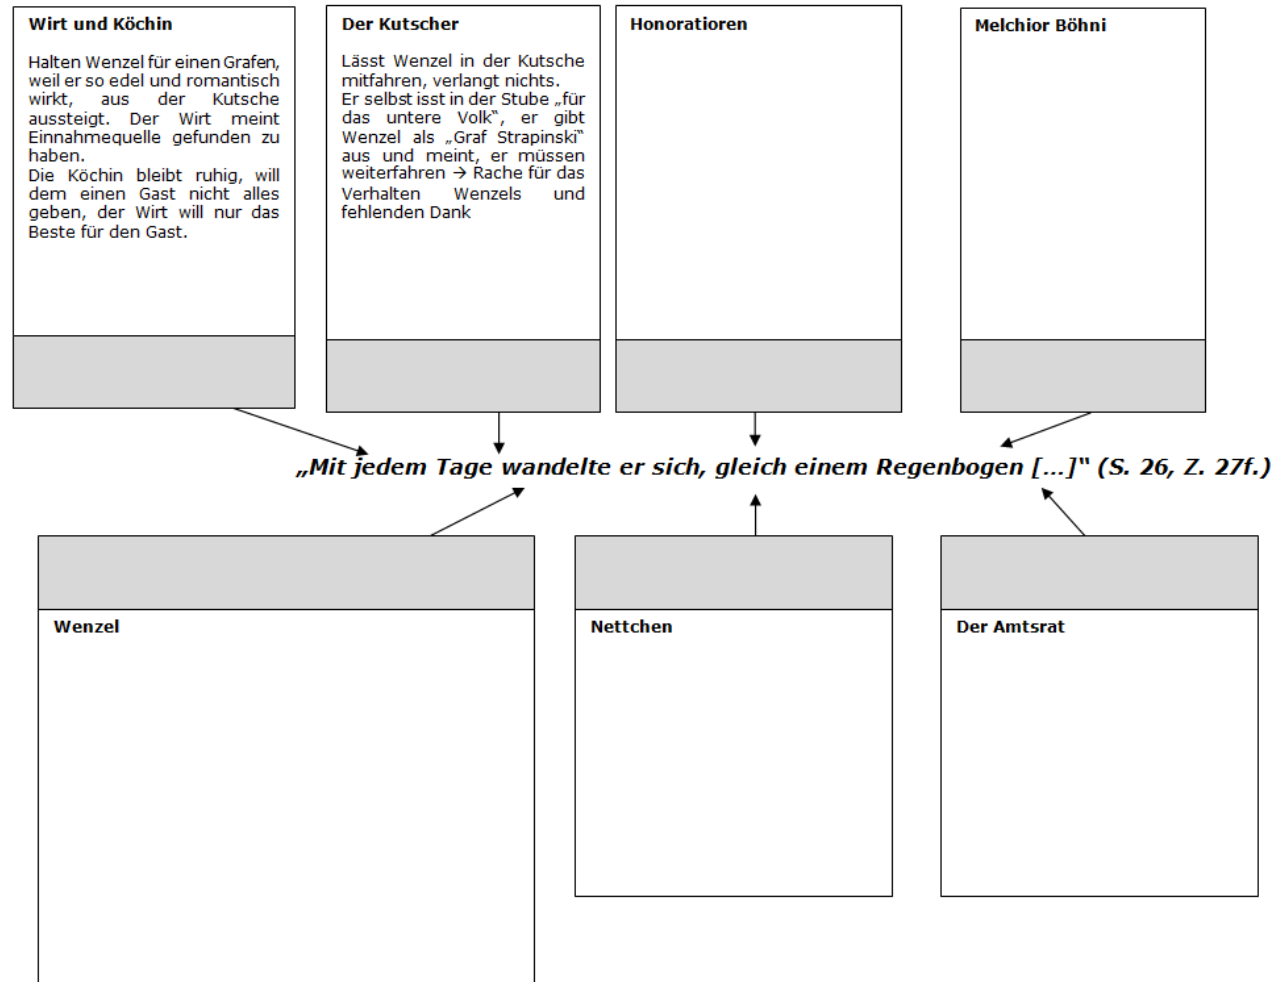 Wirt und Köchin
Halten Wenzel für einen Grafen,
weil er so edel und romantisch
wirkt, aus der Kutsche
aussteigt. Der Wirt meint
Einnahmequelle gefunden zu
haben.
Die Köchin bleibt ruhig, will
dem einen Gast nicht alles
geben, der Wirt will nur das
Beste für den Gast.
Der Kutscher
Lässt Wenzel in der Kutsche
mitfahren, verlangt nichts.
Er selbst isst in der Stube „für
das untere Volk“, er gibt
Wenzel als „Graf Strapinski“
aus und meint, er müssen
weiterfahren → Rache für das
Verhalten Wenzels und
fehlenden Dank
Honoratioren
Melchior Böhni
„Mit jedem Tage wandelte er sich, gleich einem Regenbogen [...]“ (S. 26, Z. 27f.)
Wenzel
Nettchen
Der Amtsrat